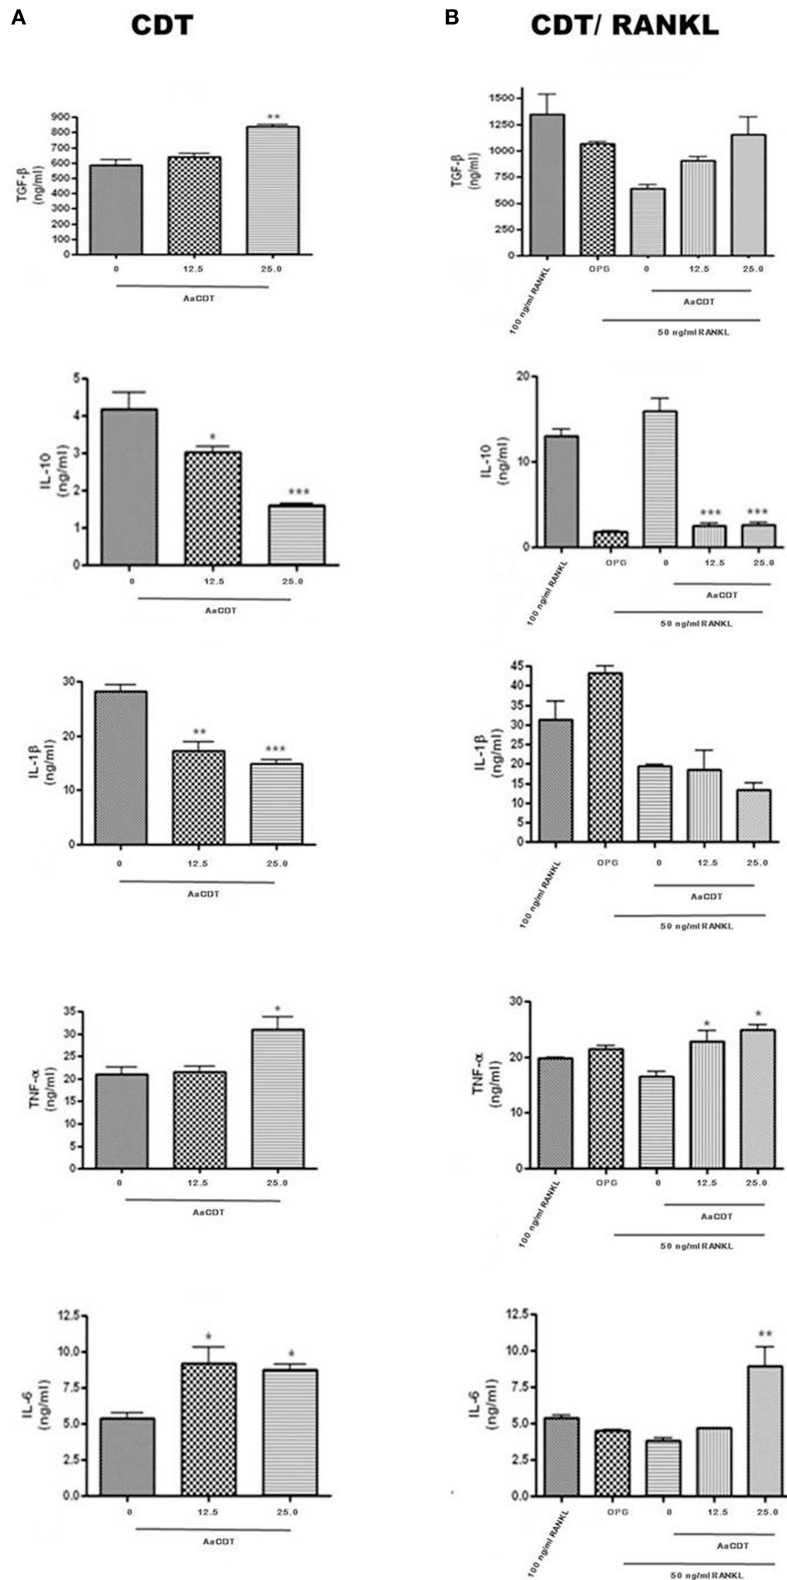 A CDT
900
800
700
600
500
400
300
200
100
0
TGF-β
(ng/ml)
**
0 12.5 25.0
AaCDT
5
4
3
2
1
0
IL-10
(ng/ml)
*
***
0 12.5 25.0
AaCDT
30
20
10
0
IL-1β
(ng/ml)
**
***
0 12.5 25.0
AaCDT
35
30
25
20
15
10
5
0
TNF-α
(ng/ml)
*
0 12.5 25.0
AaCDT
12.5
10.0
7.5
5.0
2.5
0.0
IL-6
(ng/ml)
*
*
0 12.5 25.0
AaCDT
B CDT/ RANKL
1500
1250
1000
750
500
250
0
TGF-β
(ng/ml)
100 ng/ml RANKL
OPG 0 12.5 25.0
AaCDT
50 ng/ml RANKL
20
10
0
IL-10
(ng/ml)
*** ***
100 ng/ml RANKL
OPG 0 12.5 25.0
AaCDT
50 ng/ml RANKL
45
40
35
30
25
20
15
10
5
0
IL-1β
(ng/ml)
100 ng/ml RANKL
OPG 0 12.5 25.0
AaCDT
50 ng/ml RANKL
30
20
10
0
TNF-α
(ng/ml)
*
*
100 ng/ml RANKL
OPG 0 12.5 25.0
AaCDT
50 ng/ml RANKL
12.5
10.0
7.5
5.0
2.5
0.0
IL-6
(ng/ml)
**
100 ng/ml RANKL
OPG 0 12.5 25.0
AaCDT
50 ng/ml RANKL